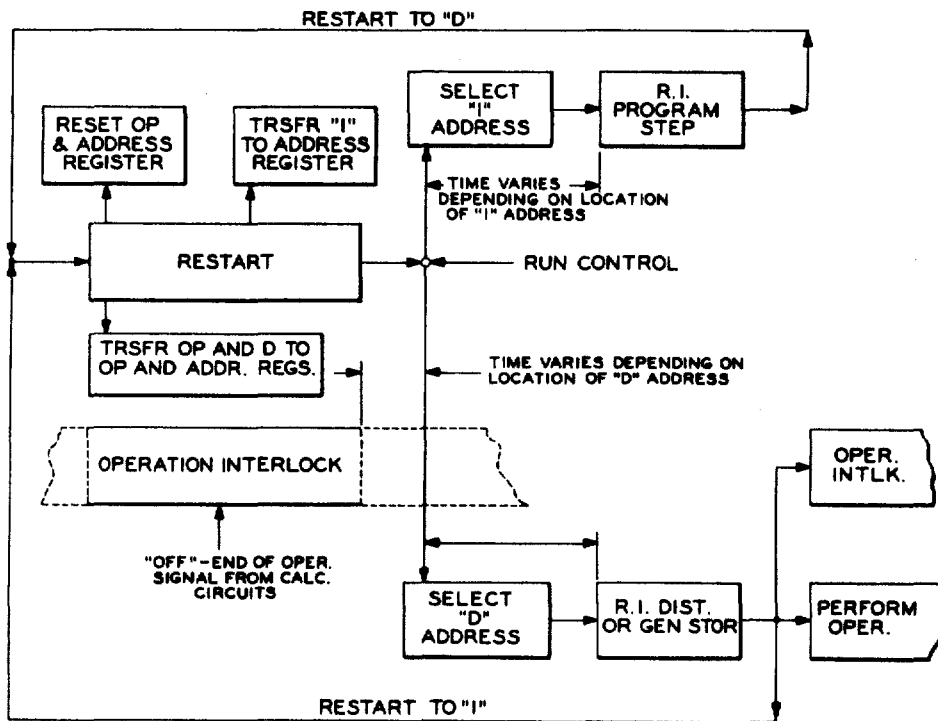 RESTART TO "D"
SELECT
"I"
ADDRESS
R.I.
PROGRAM
STEP
RESET OP
& ADDRESS
REGISTER
TRSFR "I"
TO ADDRESS
REGISTER
TIME VARIES
DEPENDING ON LOCATION
OF "I" ADDRESS
RESTART
RUN CONTROL
TRSFR OP AND D TO
OP AND ADDR. REGS.
TIME VARIES DEPENDING ON
LOCATION OF "D" ADDRESS
OPERATION INTERLOCK
OPER.
INTLK.
"OFF"-END OF OPER.
SIGNAL FROM CALC.
CIRCUITS
SELECT
"D"
ADDRESS
R.I. DIST.
OR GEN STOR
PERFORM
OPER.
RESTART TO "I"